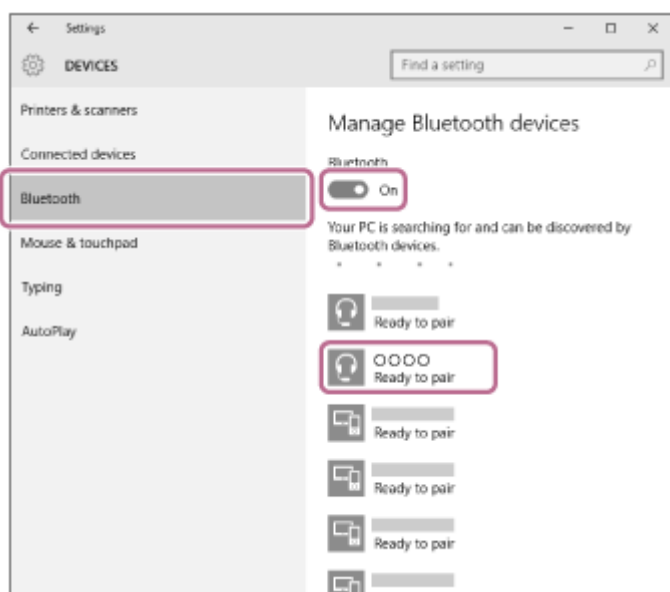 Settings
DEVICES
Find a setting
Printers & scanners
Connected devices
Bluetooth
Mouse & touchpad
Typing
AutoPlay
Manage Bluetooth devices
Bluetooth
On
Your PC is searching for and can be discovered by
Bluetooth devices.
Ready to pair
OOOO
Ready to pair
Ready to pair
Ready to pair
Ready to pair